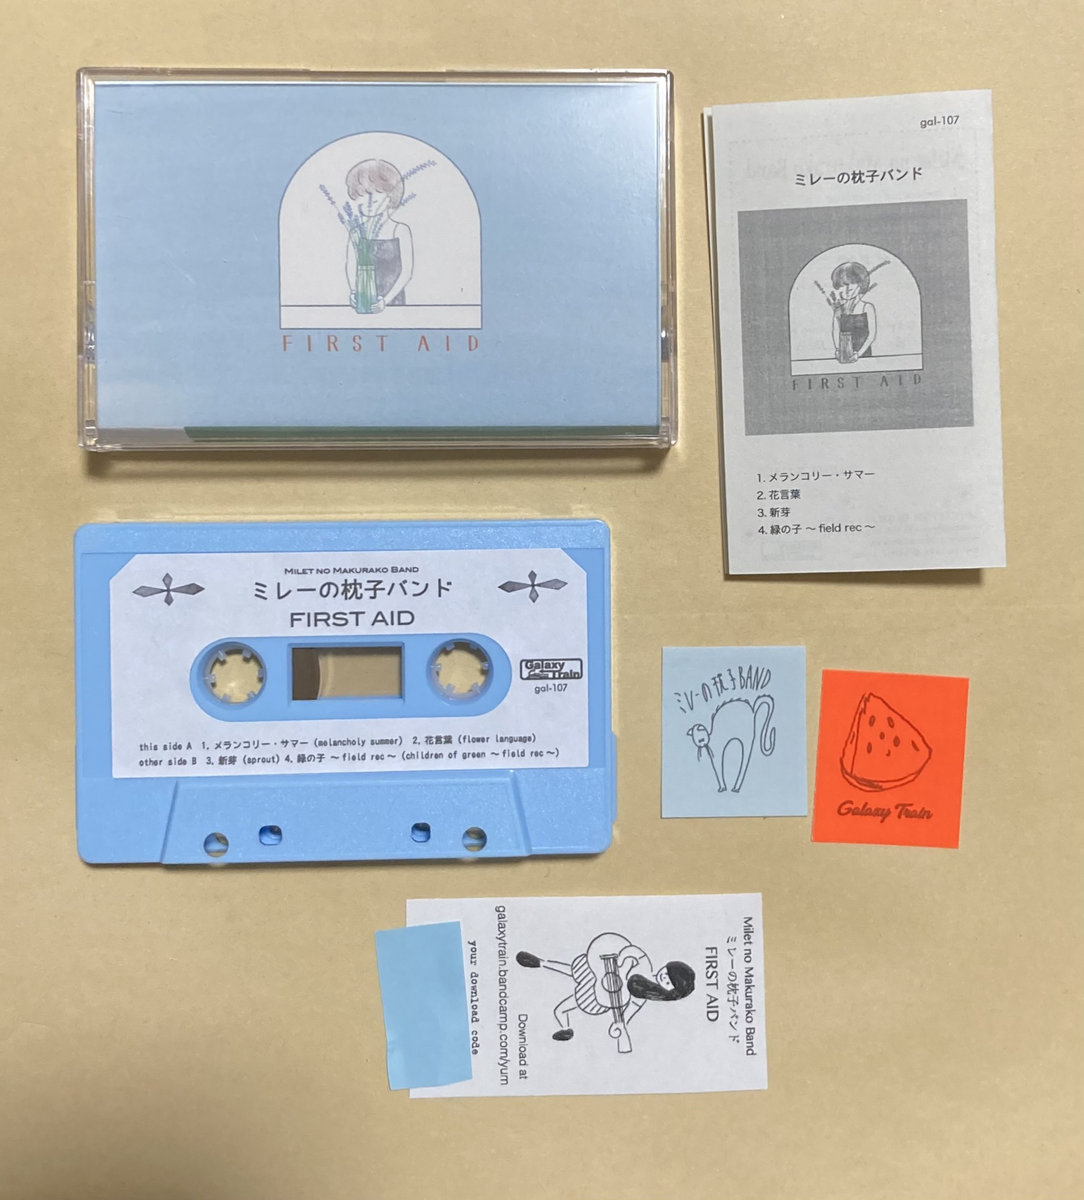 FIRST AID
gal-107
ミレーの枕子バンド
FIRST AID
1. メランコリー・サマー
2. 花言葉
3. 新芽
4. 緑の子 〜 field rec 〜
MILET NO MAKURAKO BAND
ミレーの枕子バンド
FIRST AID
Galaxy
Train
gal-107
this side A 1. メランコリー・サマー (melancholy summer) 2. 花言葉 (flower language)
other side B 3. 新芽 (sprout) 4. 緑の子 〜field rec〜 (children of green 〜field rec〜)
ミレーの枕子BAND
Galaxy Train
Milet no Makurako Band
ミレーの枕子バンド
FIRST AID
Download at
galaxytrain.bandcamp.com/yum
your download code